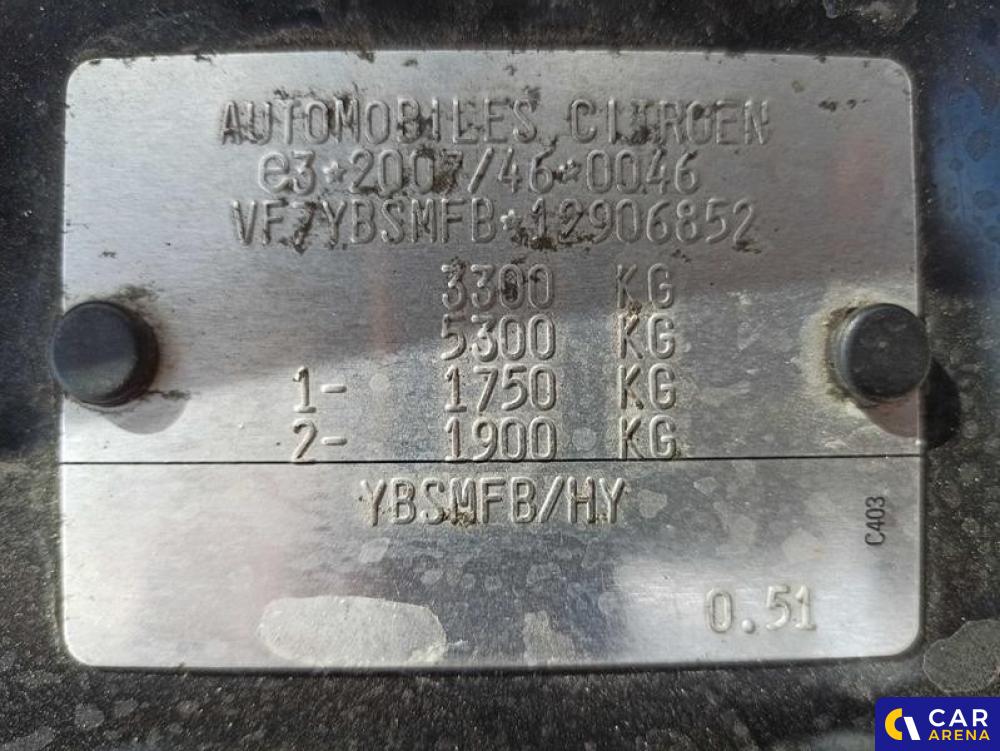 AUTOMOBILES CITROEN
e3*2007/46*0046
VF7YBSMFB*12906852
3300 KG
5300 KG
1- 1750 KG
2- 1900 KG
YBSMFB/HY
C403
0.51
CAR
ARENA